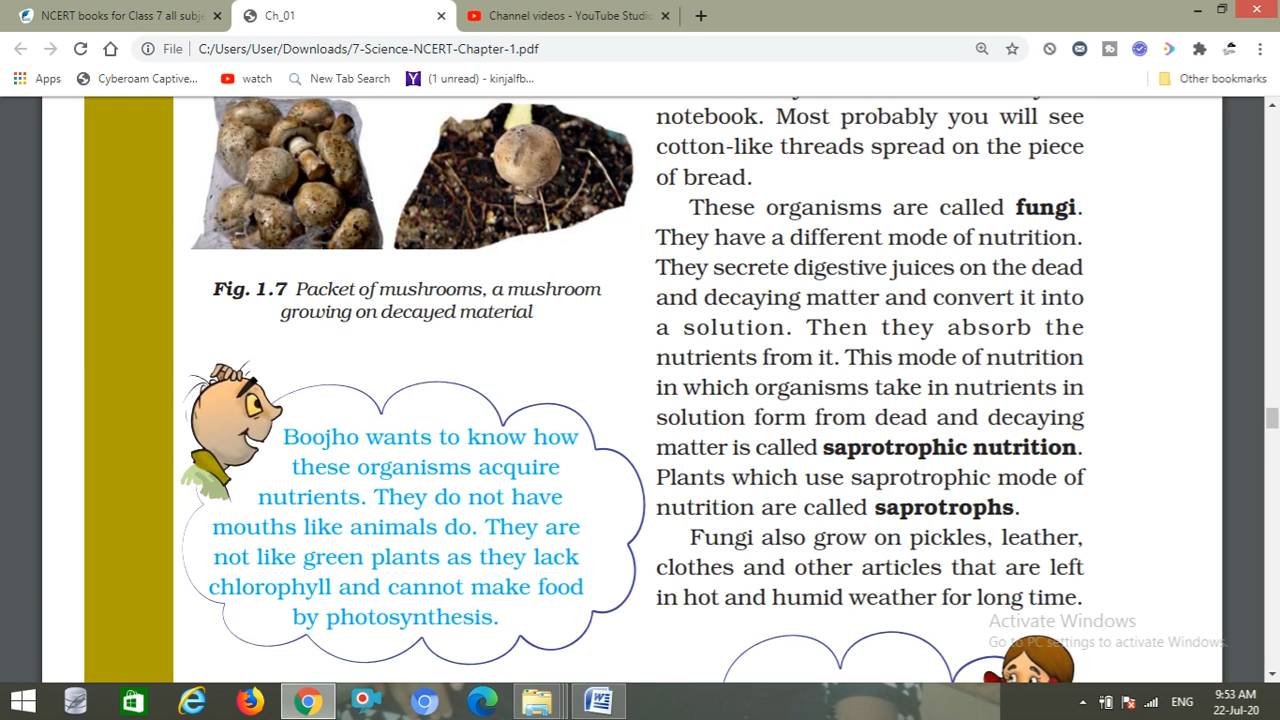 NCERT books for Class 7 all subje
Ch_01
Channel videos - YouTube Studio
File
C:/Users/User/Downloads/7-Science-NCERT-Chapter-1.pdf
Apps
Cyberoam Captive...
watch
New Tab Search
(1 unread) - kinjalfb...
Other bookmarks
Fig. 1.7 Packet of mushrooms, a mushroom
growing on decayed material
Boojho wants to know how
these organisms acquire
nutrients. They do not have
mouths like animals do. They are
not like green plants as they lack
chlorophyll and cannot make food
by photosynthesis.
notebook. Most probably you will see
cotton-like threads spread on the piece
of bread.
These organisms are called fungi.
They have a different mode of nutrition.
They secrete digestive juices on the dead
and decaying matter and convert it into
a solution. Then they absorb the
nutrients from it. This mode of nutrition
in which organisms take in nutrients in
solution form from dead and decaying
matter is called saprotrophic nutrition.
Plants which use saprotrophic mode of
nutrition are called saprotrophs.
Fungi also grow on pickles, leather,
clothes and other articles that are left
in hot and humid weather for long time.
Activate Windows
Go to PC settings to activate Windows.
ENG
9:53 AM
22-Jul-20